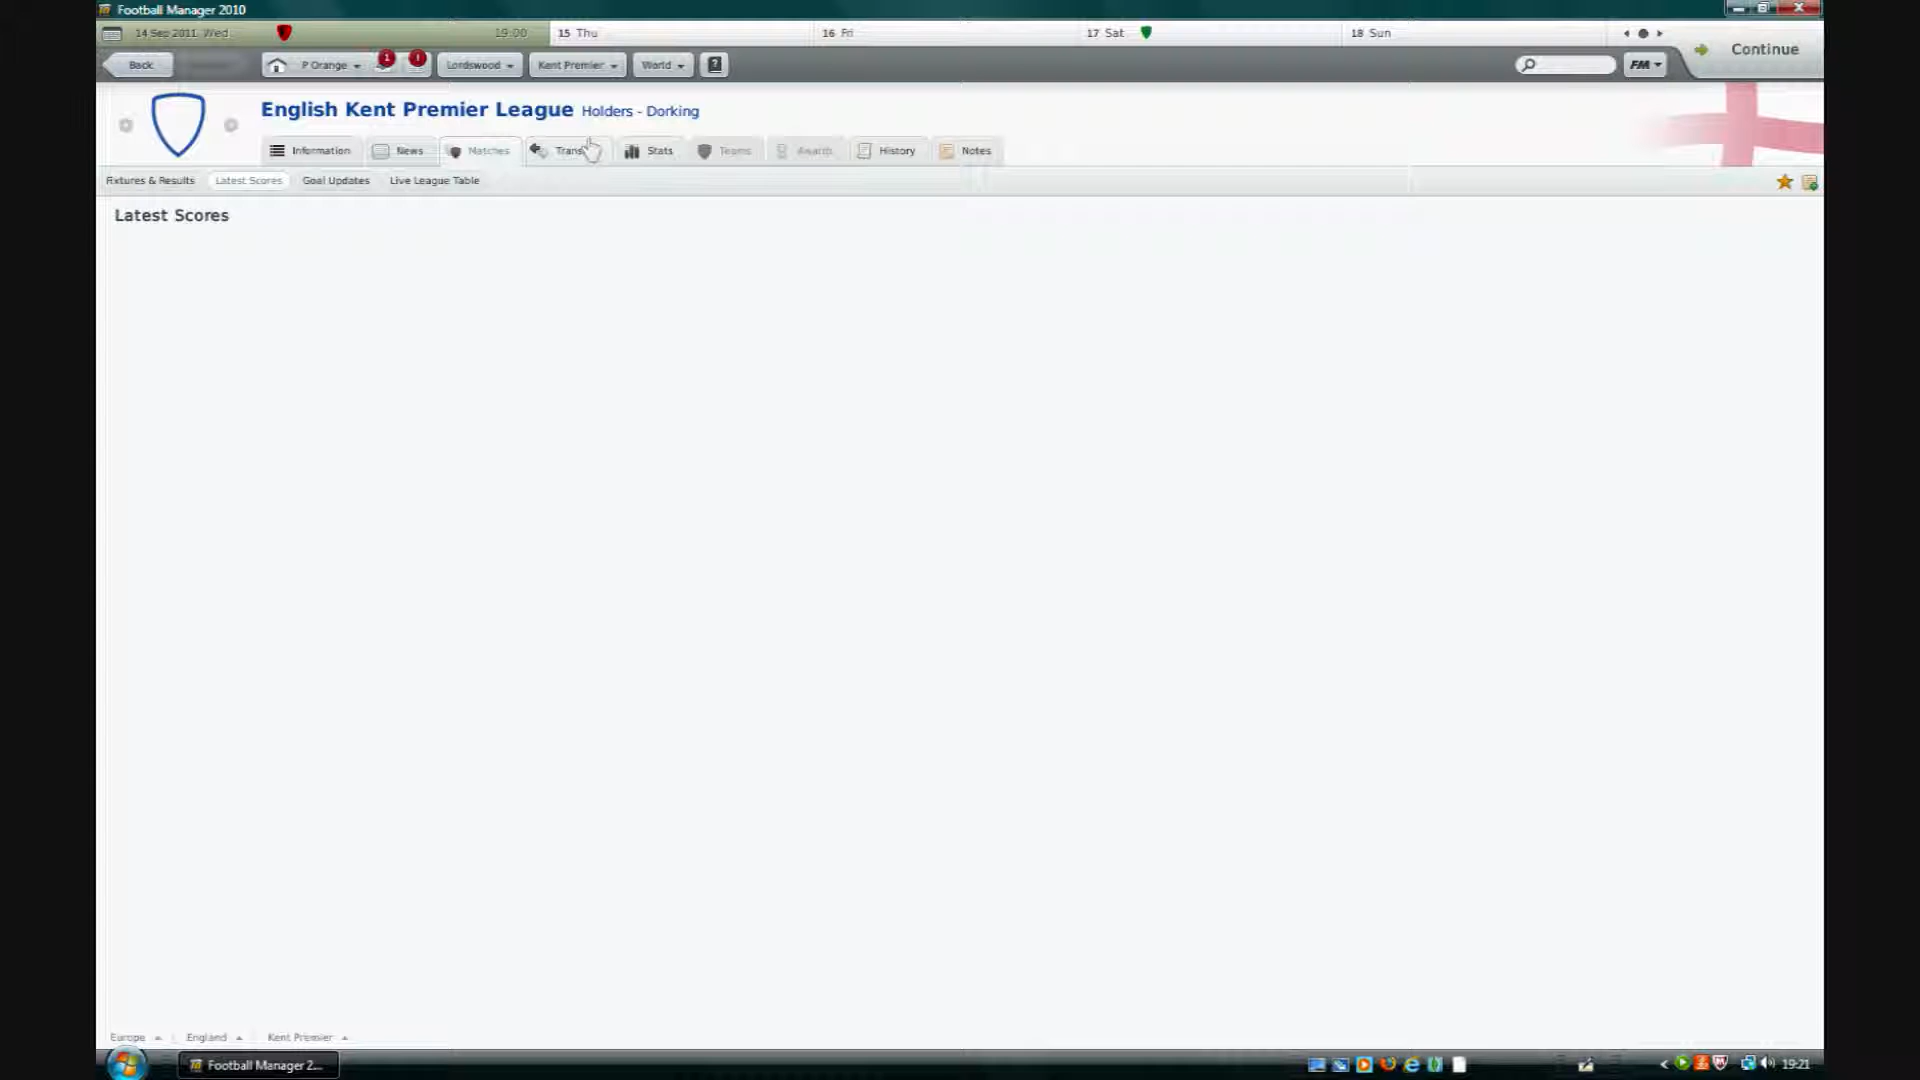 Football Manager 2010
14 Sep 2011 Wed 19:00 15 Thu 16 Fri 17 Sat 18 Sun
Continue
Back P Orange 1 ! Lordswood Kent Premier World ? FM
English Kent Premier League Holders - Dorking
Information News Matches Stats Teams Awards History Notes
Fixtures & Results Latest Scores Goal Updates Live League Table
Latest Scores
Europe England Kent Premier
Football Manager 2... 19:21